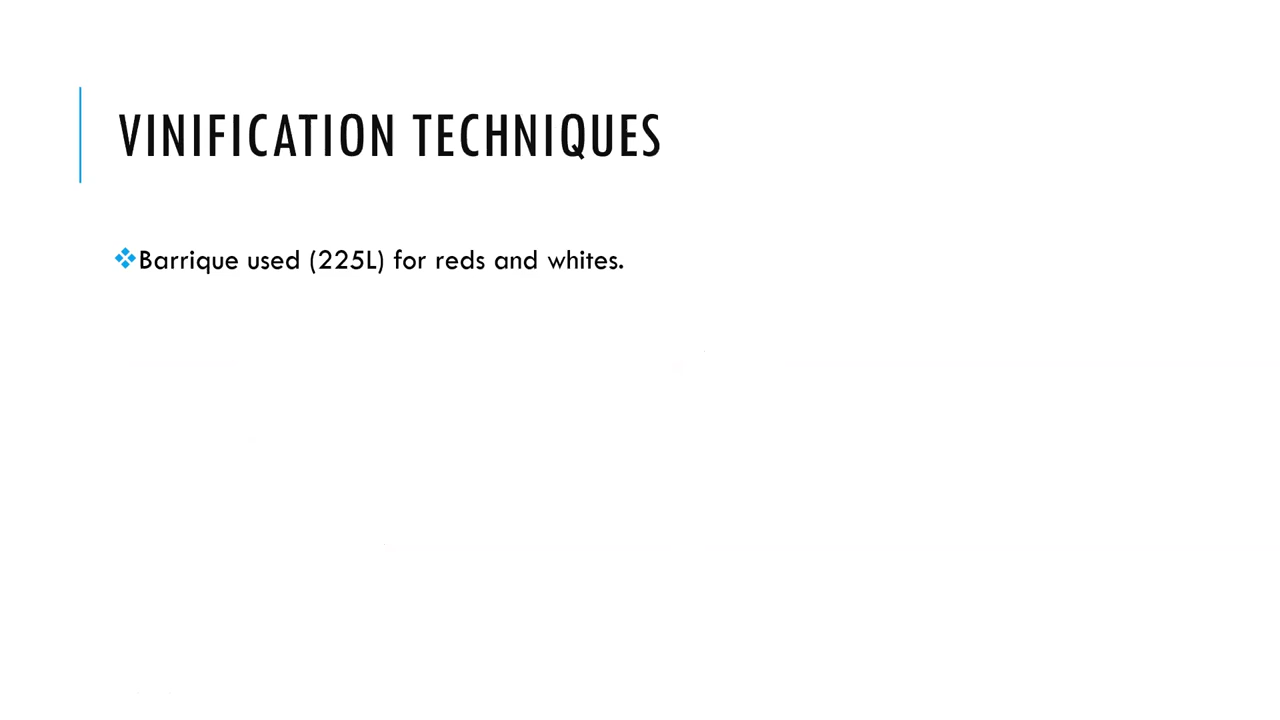 VINIFICATION TECHNIQUES
❖Barrique used (225L) for reds and whites.